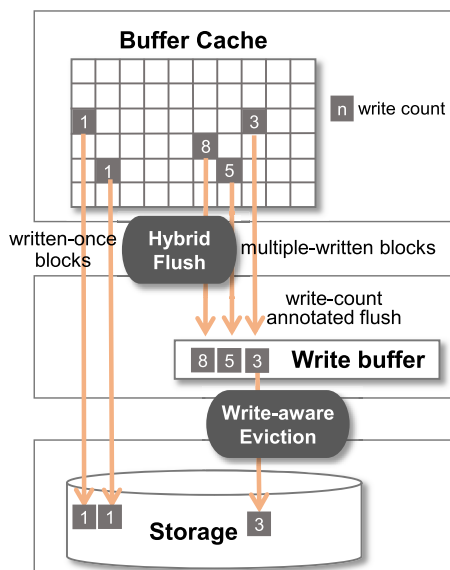 Buffer Cache
1
3
n write count
8
1
5
written-once
blocks
Hybrid
Flush
multiple-written blocks
write-count
annotated flush
8 5 3
Write buffer
Write-aware
Eviction
1 1
Storage
3